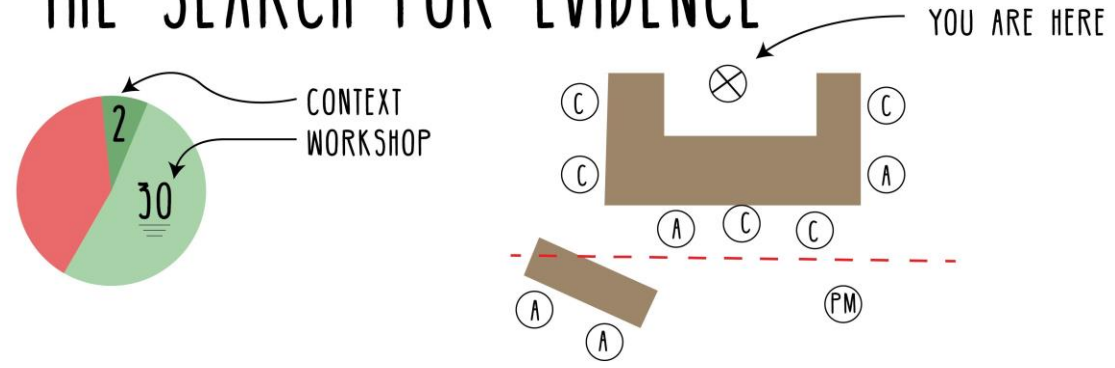 THE SEARCH FOR EVIDENCE
YOU ARE HERE
2
CONTEXT
WORKSHOP
30
C
C
C
A
A
C
C
A
A
PM